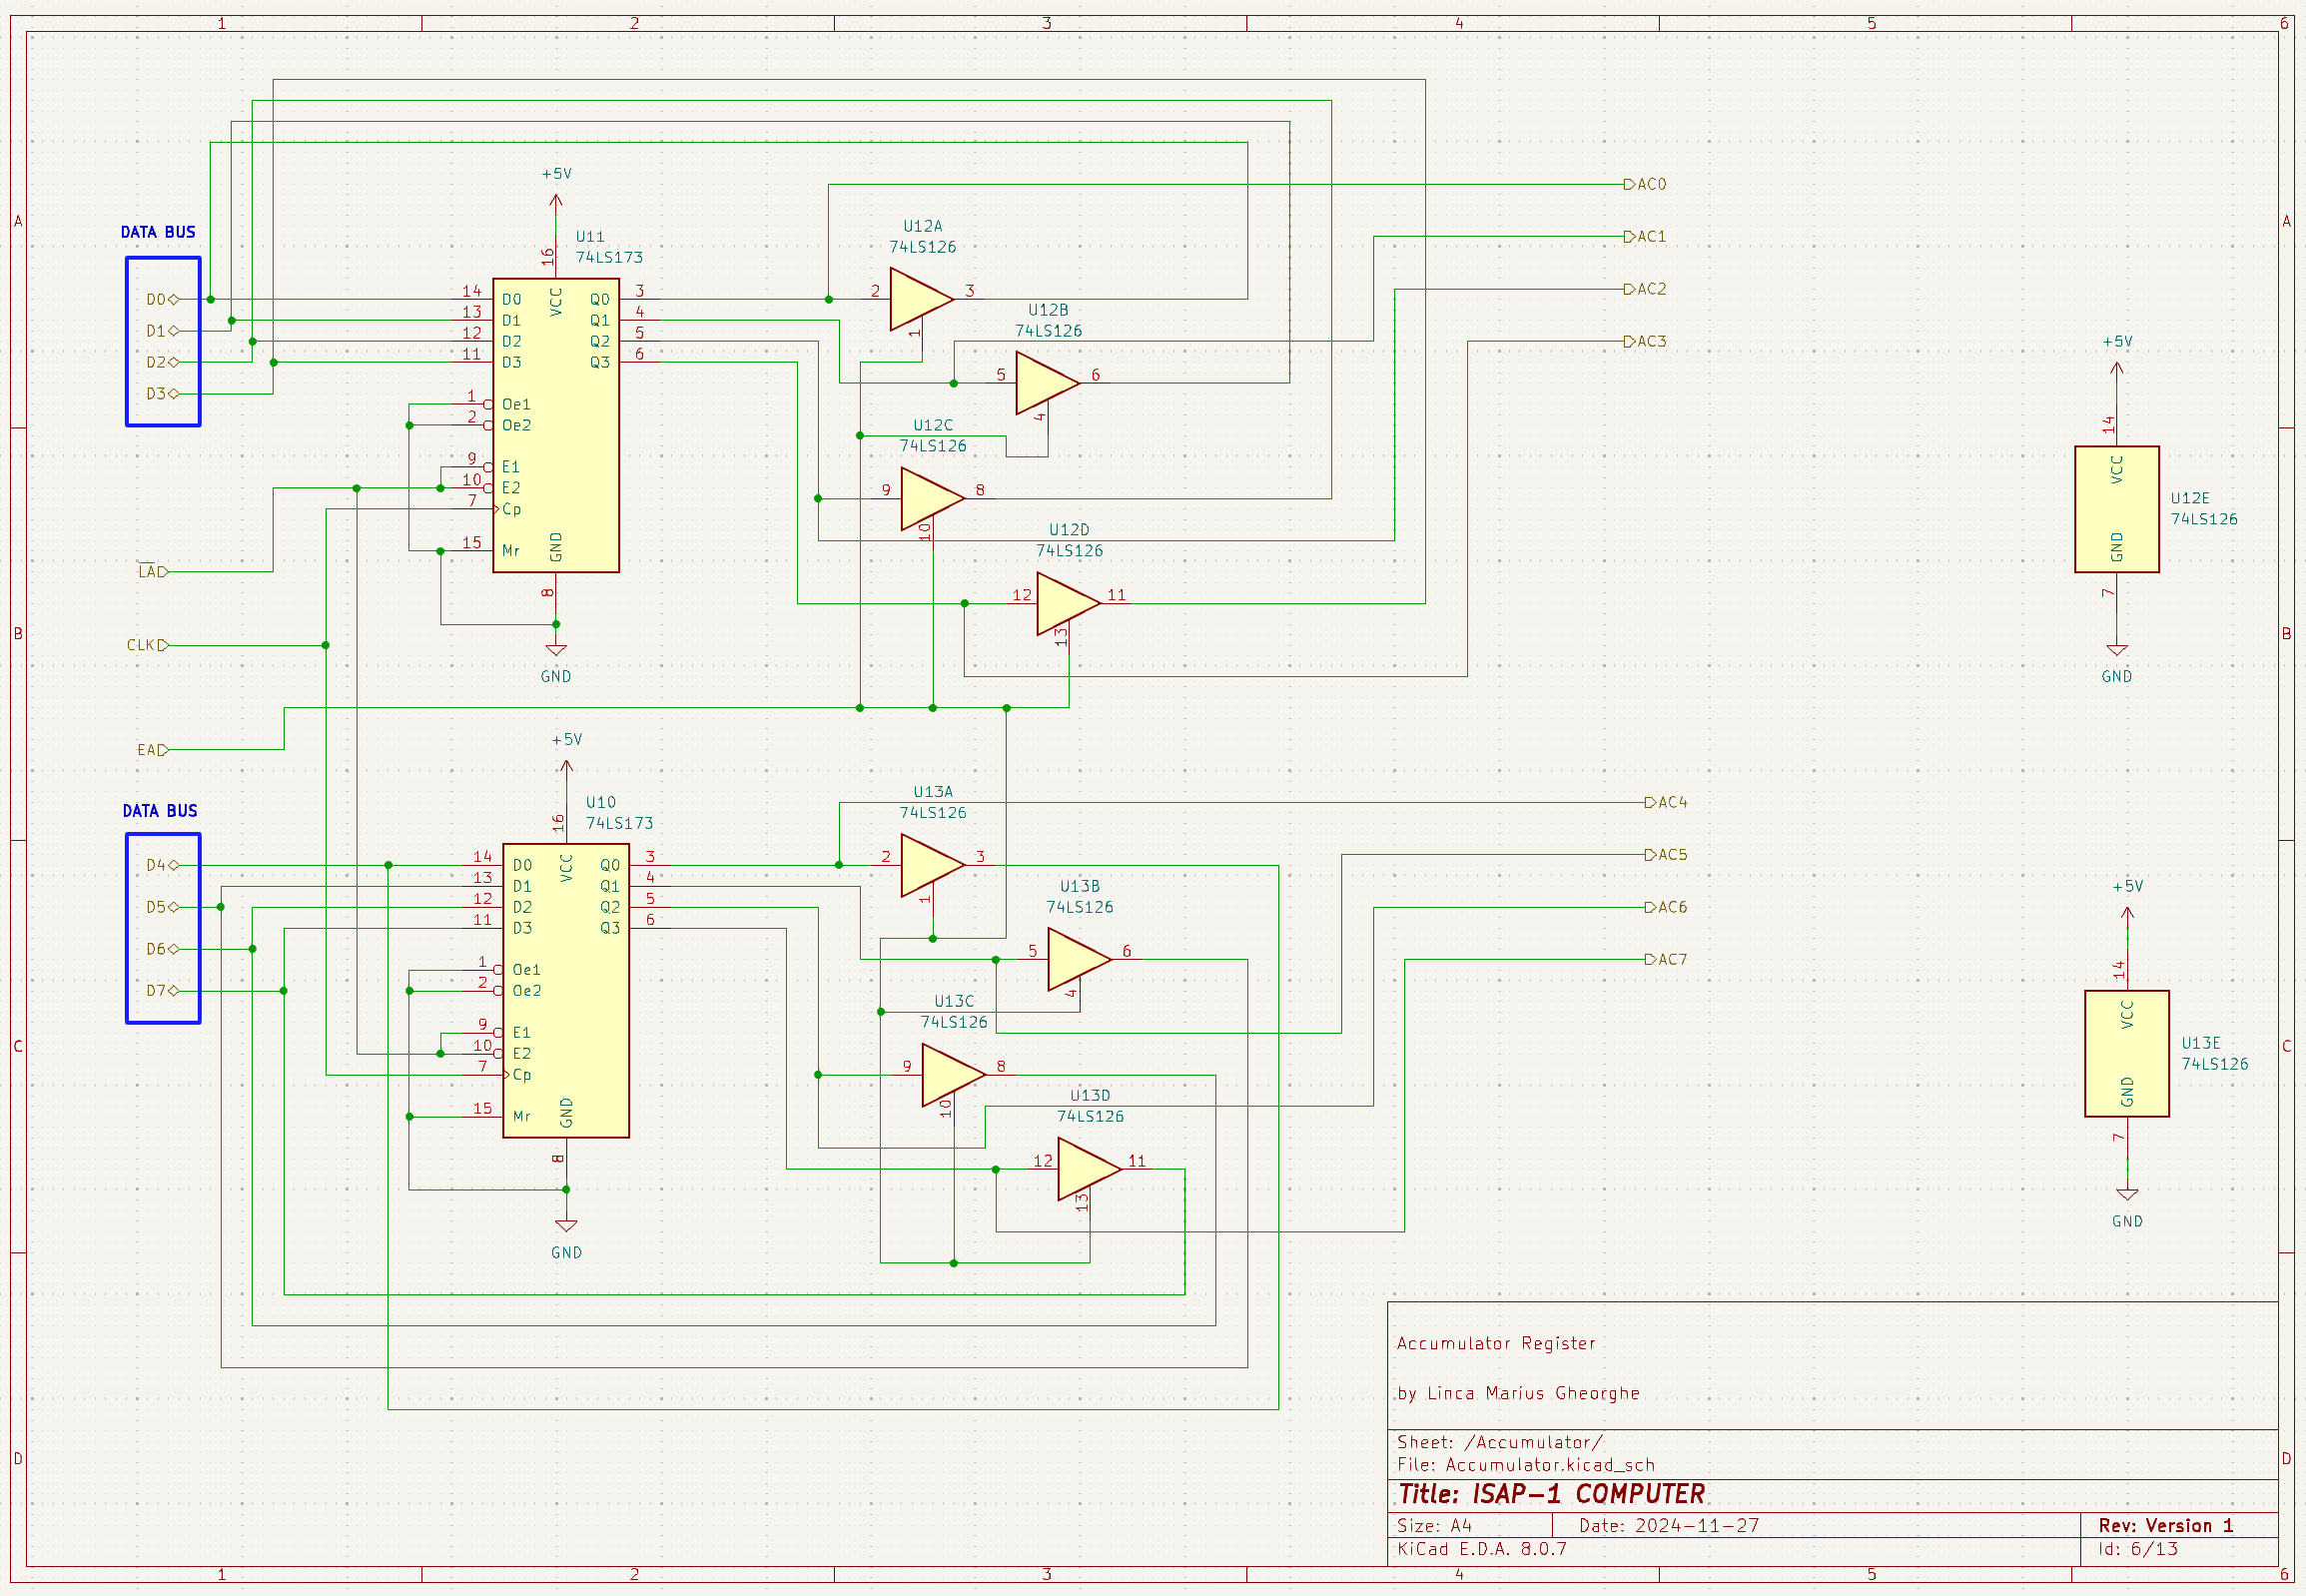 1 2 3 4 5 6
A
B
C
D
A
B
C
D
1 2 3 4 5 6
DATA BUS
D0
D1
D2
D3
LA
CLK
EA
+5V
16
U11
74LS173
14 D0 VCC Q0 3
13 D1 Q1 4
12 D2 Q2 5
11 D3 Q3 6
1 Oe1
2 Oe2
9 E1
10 E2
7 Cp
15 Mr GND
8
GND
U12A
74LS126
2 3
1
U12B
74LS126
5 6
4
U12C
74LS126
9 8
10
U12D
74LS126
12 11
13
AC0
AC1
AC2
AC3
+5V
14
VCC
GND
U12E
74LS126
7
GND
DATA BUS
D4
D5
D6
D7
+5V
16
U10
74LS173
14 D0 VCC Q0 3
13 D1 Q1 4
12 D2 Q2 5
11 D3 Q3 6
1 Oe1
2 Oe2
9 E1
10 E2
7 Cp
15 Mr GND
8
GND
U13A
74LS126
2 3
1
U13B
74LS126
5 6
4
U13C
74LS126
9 8
10
U13D
74LS126
12 11
13
AC4
AC5
AC6
AC7
+5V
14
VCC
GND
U13E
74LS126
7
GND
Accumulator Register
by Linca Marius Gheorghe
Sheet: /Accumulator/
File: Accumulator.kicad_sch
Title: ISAP-1 COMPUTER
Size: A4 Date: 2024-11-27 Rev: Version 1
KiCad E.D.A. 8.0.7 Id: 6/13